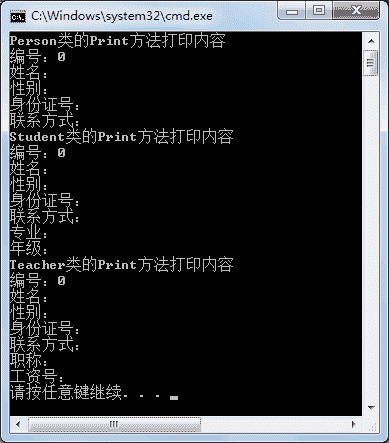 C:\Windows\system32\cmd.exe
Person类的Print方法打印内容
编号：0
姓名：
性别：
身份证号：
联系方式：
Student类的Print方法打印内容
编号：0
姓名：
性别：
身份证号：
联系方式：
专业：
年级：
Teacher类的Print方法打印内容
编号：0
姓名：
性别：
身份证号：
联系方式：
职称：
工资号：
请按任意键继续. . .